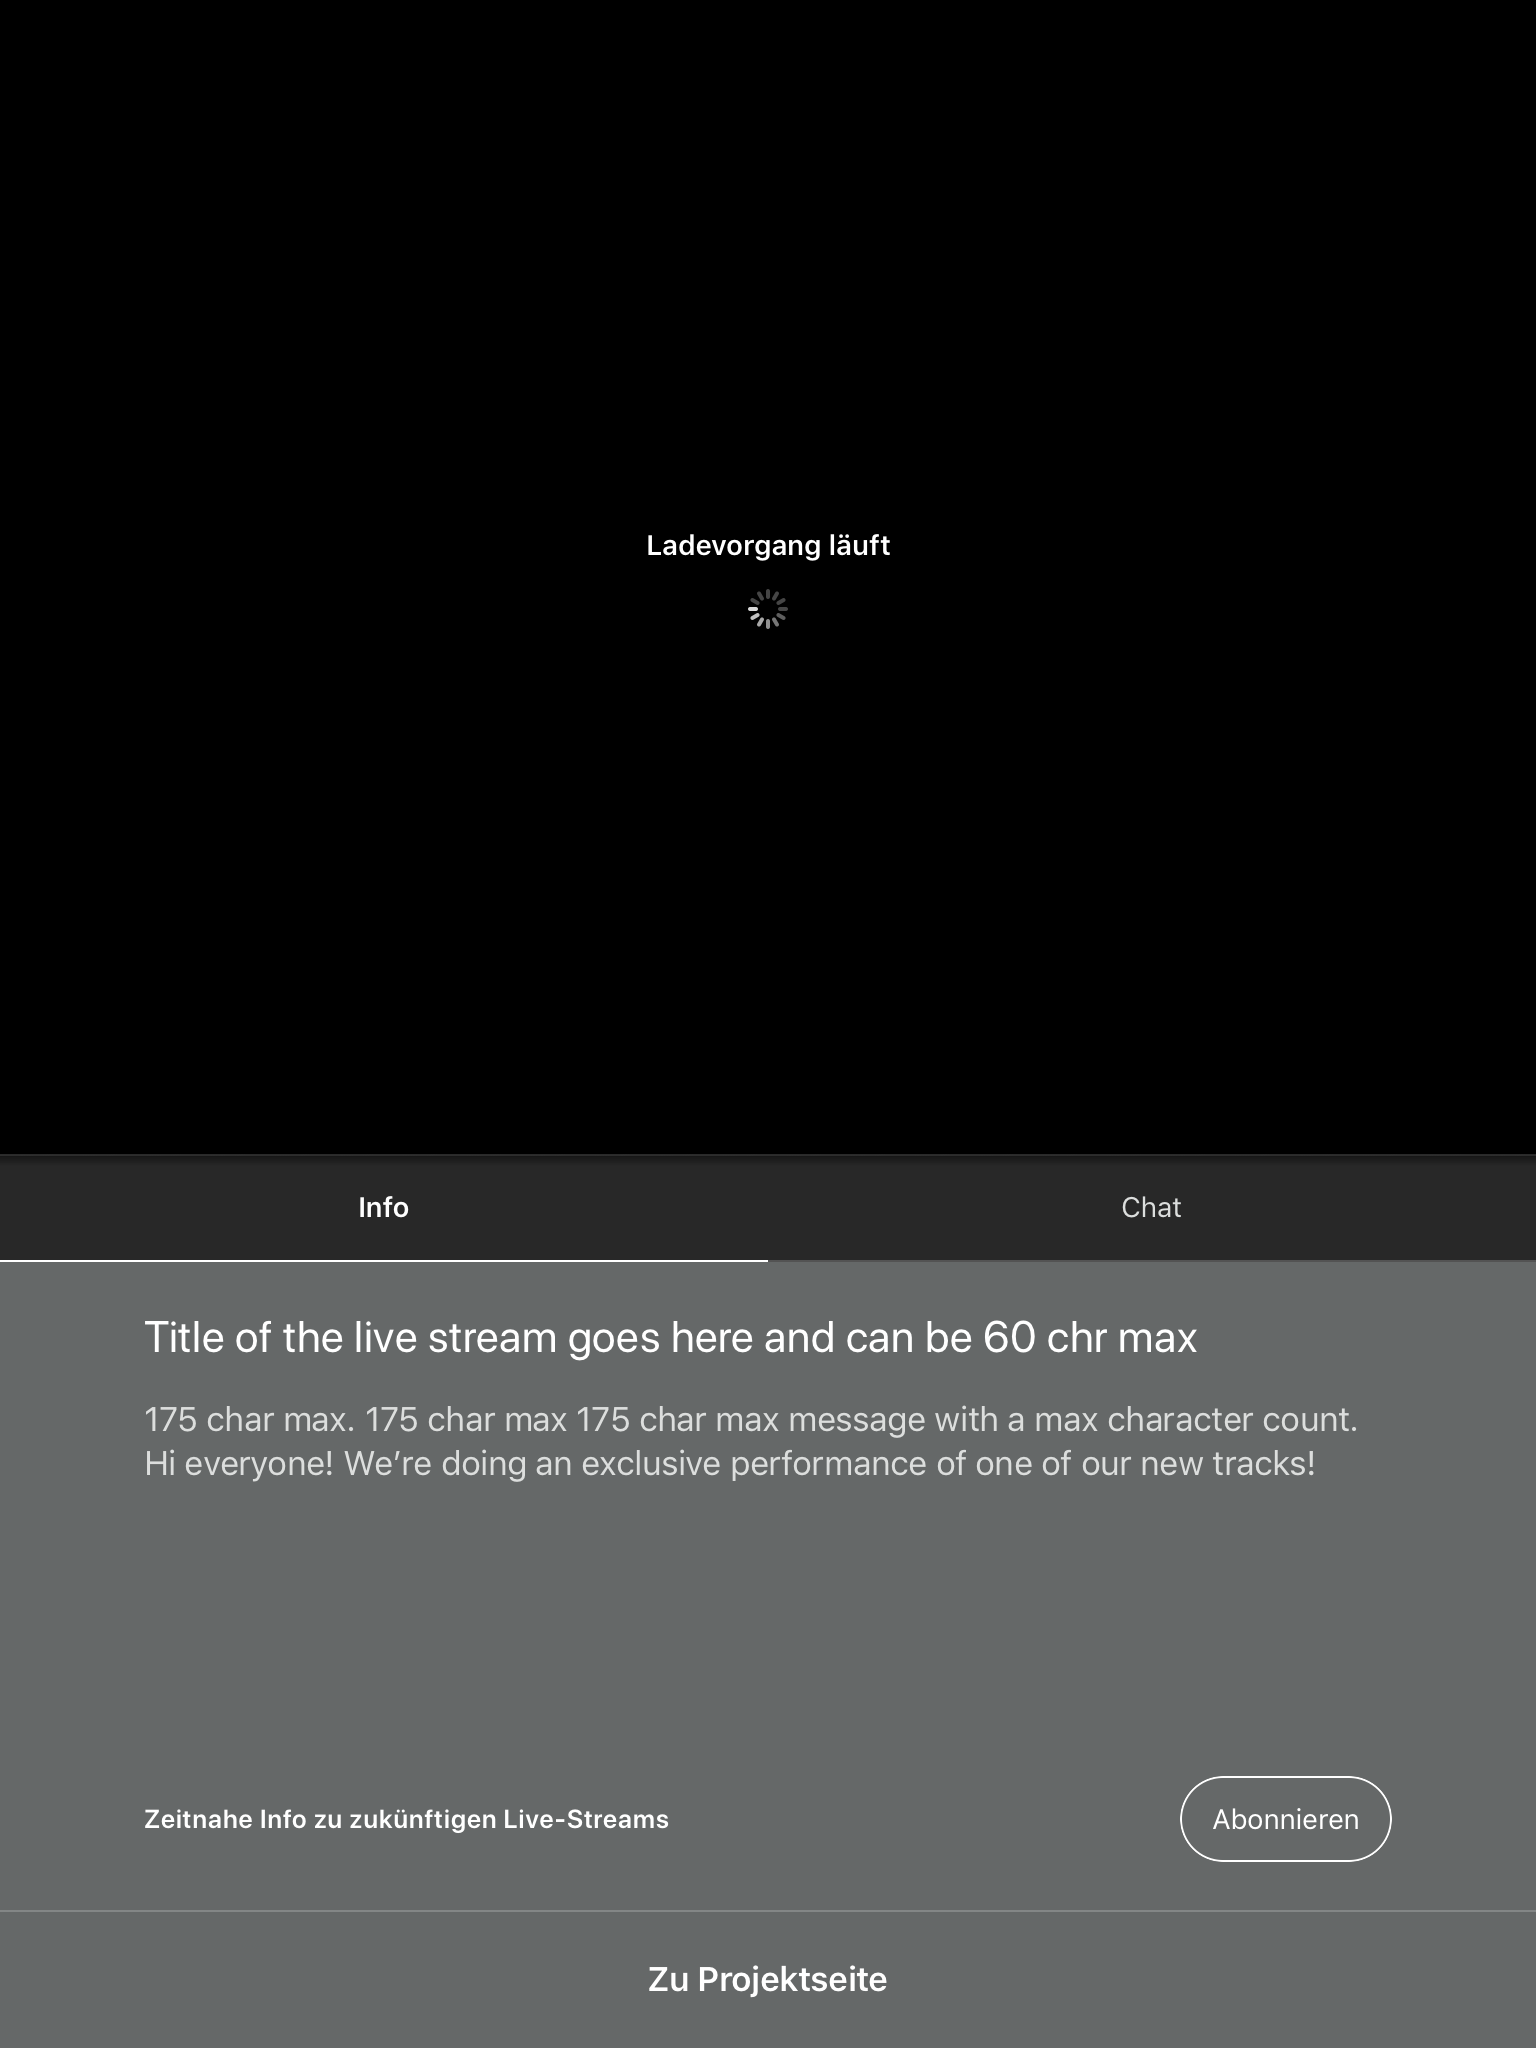 Ladevorgang läuft
Info
Chat
Title of the live stream goes here and can be 60 chr max
175 char max. 175 char max 175 char max message with a max character count.
Hi everyone! We’re doing an exclusive performance of one of our new tracks!
Zeitnahe Info zu zukünftigen Live-Streams
Abonnieren
Zu Projektseite